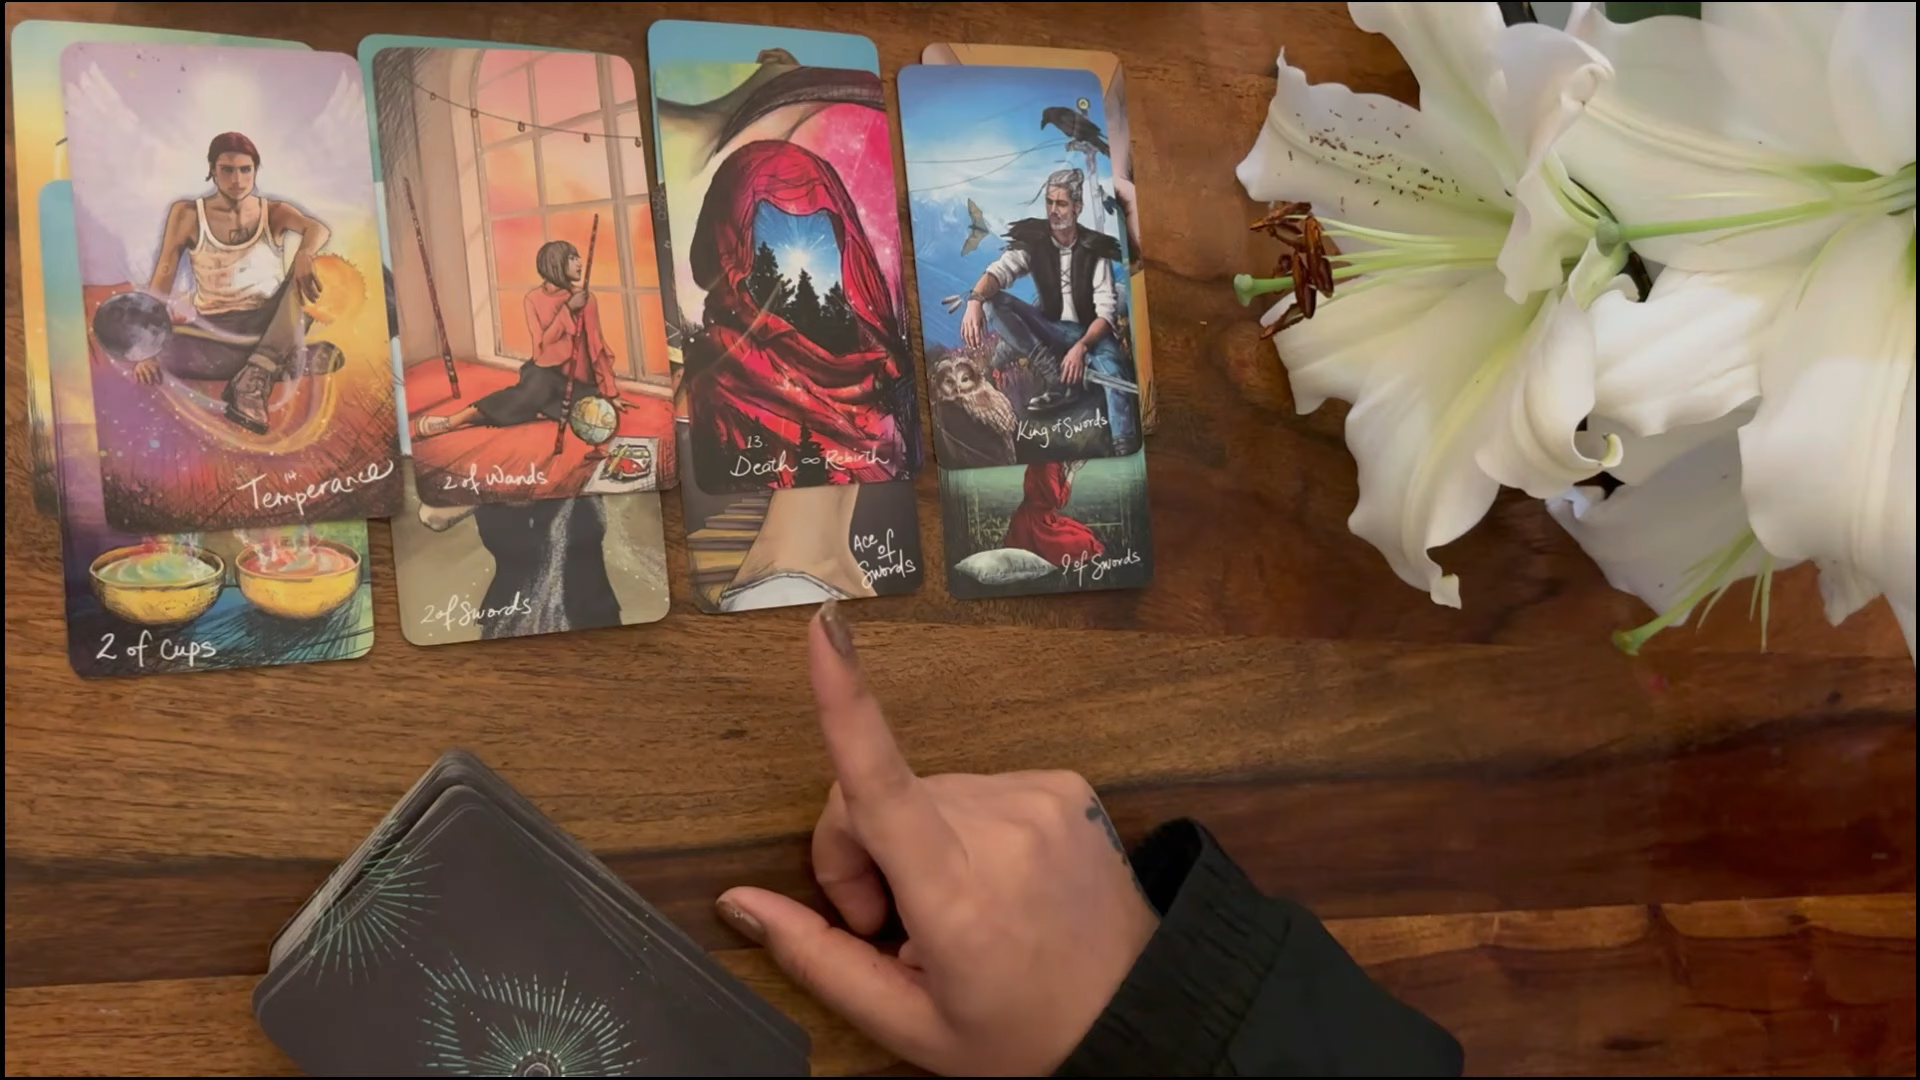 14
Temperance
2 of Wands
13.
Death ∞ Rebirth
King of Swords
2 of Cups
2 of Swords
Ace
of
Swords
9 of Swords